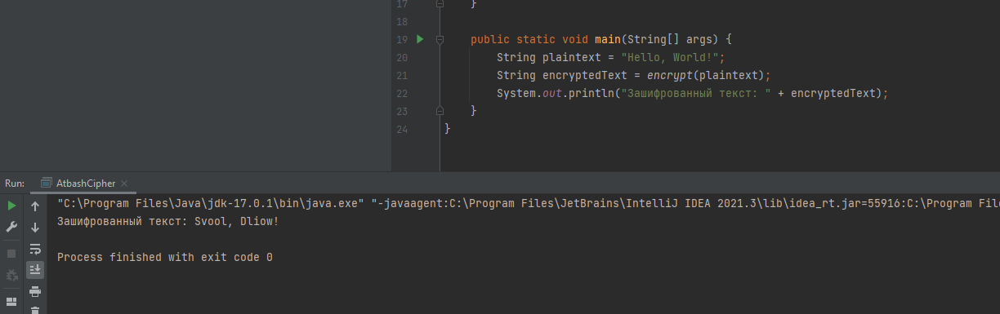 17 }
18
19 public static void main(String[] args) {
20 String plaintext = "Hello, World!";
21 String encryptedText = encrypt(plaintext);
22 System.out.println("Зашифрованный текст: " + encryptedText);
23 }
24 }
Run: AtbashCipher ×
"C:\Program Files\Java\jdk-17.0.1\bin\java.exe" "-javaagent:C:\Program Files\JetBrains\IntelliJ IDEA 2021.3\lib\idea_rt.jar=55916:C:\Program File
Зашифрованный текст: Svool, Dliow!
Process finished with exit code 0